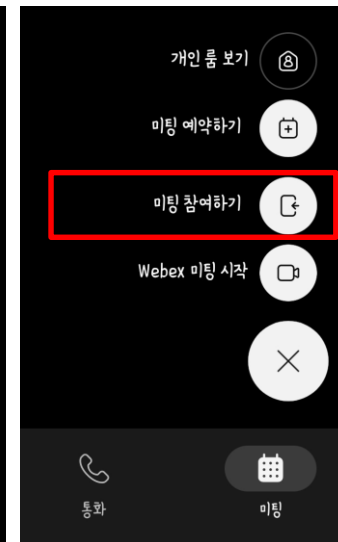 개인 룸 보기
미팅 예약하기
미팅 참여하기
Webex 미팅 시작
통화
미팅